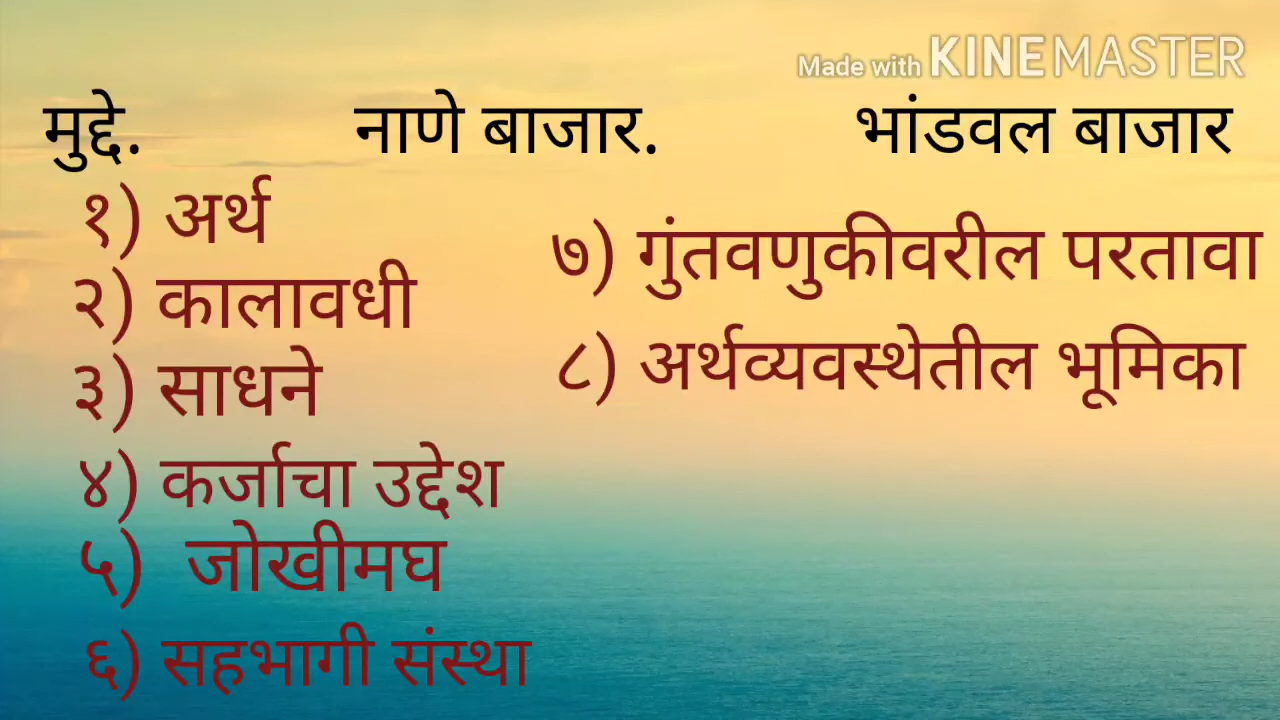 Made with KINEMASTER
मुद्दे. नाणे बाजार. भांडवल बाजार
१) अर्थ
२) कालावधी
३) साधने
४) कर्जाचा उद्देश
५) जोखीमघ
६) सहभागी संस्था
७) गुंतवणुकीवरील परतावा
८) अर्थव्यवस्थेतील भूमिका